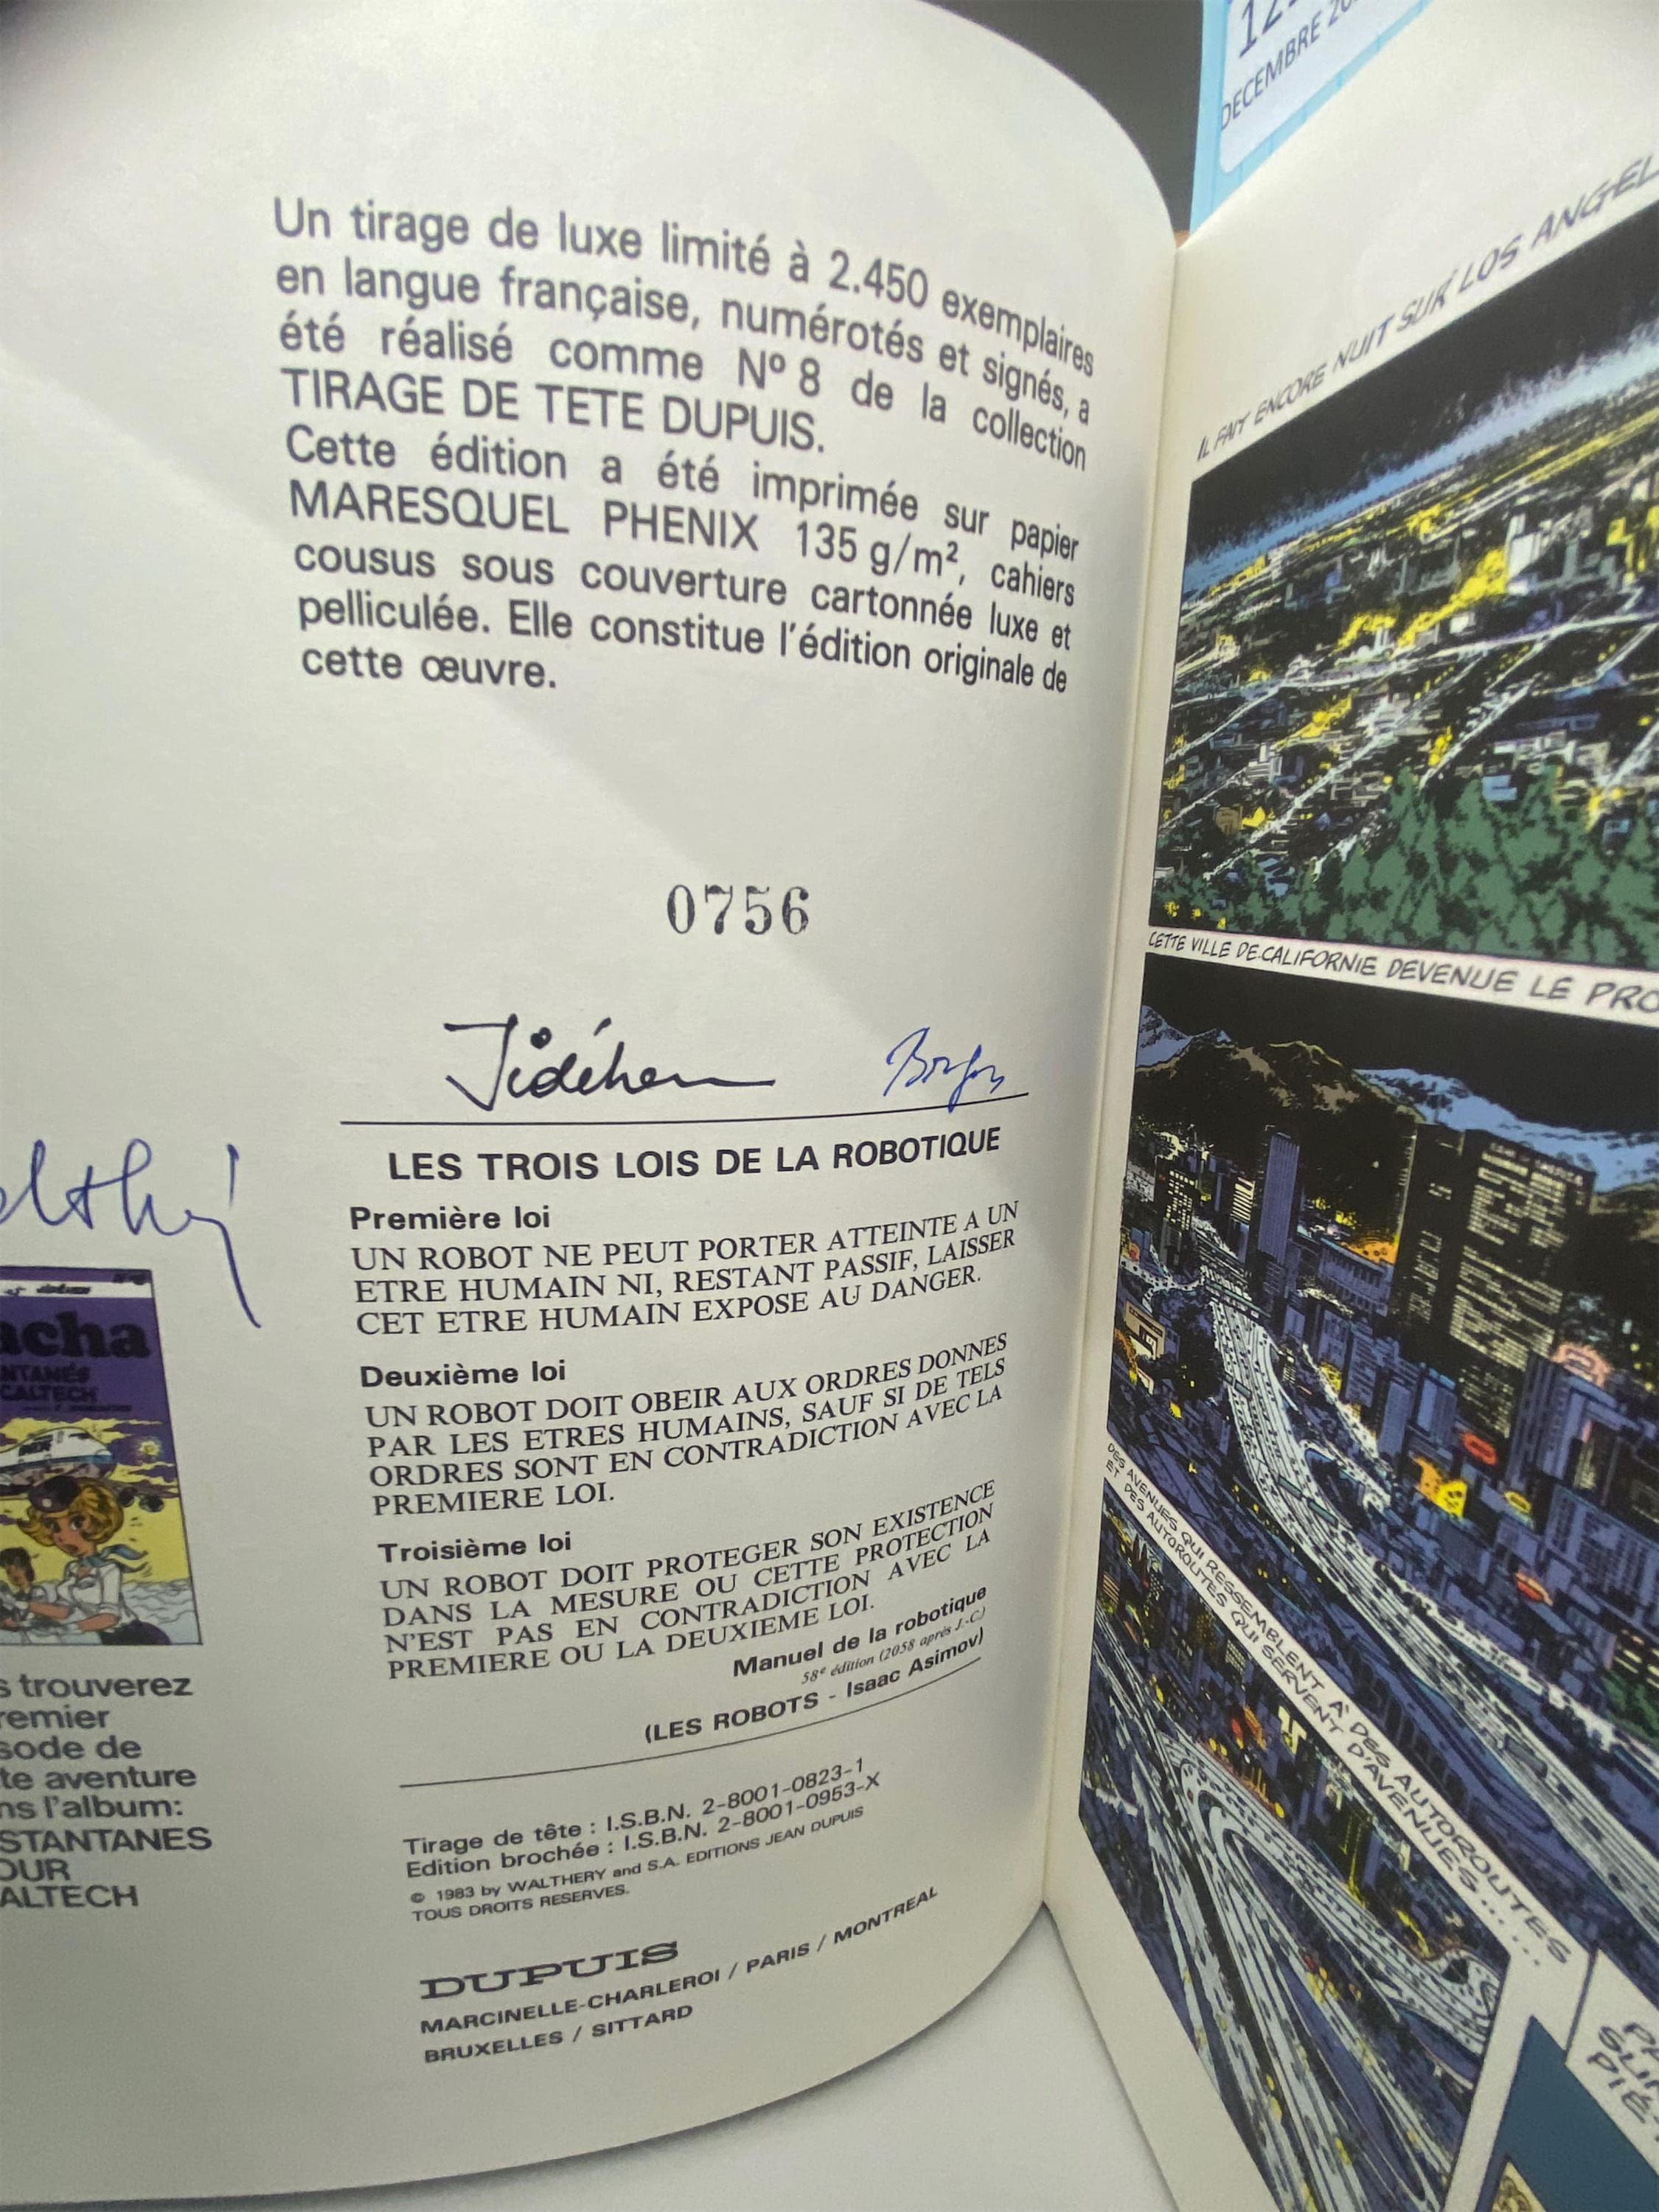 DECEMBRE
Un tirage de luxe limité à 2.450 exemplaires
en langue française, numérotés et signés, a
été réalisé comme Nº 8 de la collection
TIRAGE DE TETE DUPUIS.
Cette édition a été imprimée sur papier
MARESQUEL PHENIX 135 g/m², cahiers
cousus sous couverture cartonnée luxe et
pelliculée. Elle constitue l'édition originale de
cette œuvre.
0756
Jidéhem
LES TROIS LOIS DE LA ROBOTIQUE
Première loi
UN ROBOT NE PEUT PORTER ATTEINTE A UN
ETRE HUMAIN NI, RESTANT PASSIF, LAISSER
CET ETRE HUMAIN EXPOSE AU DANGER.
Deuxième loi
UN ROBOT DOIT OBEIR AUX ORDRES DONNES
PAR LES ETRES HUMAINS, SAUF SI DE TELS
ORDRES SONT EN CONTRADICTION AVEC LA
PREMIERE LOI.
Troisième loi
UN ROBOT DOIT PROTEGER SON EXISTENCE
DANS LA MESURE OU CETTE PROTECTION
N'EST PAS EN CONTRADICTION AVEC LA
PREMIERE OU LA DEUXIEME LOI.
Manuel de la robotique
58e édition (2058 après J.C.)
(LES ROBOTS - Isaac Asimov)
Tirage de tête : I.S.B.N. 2-8001-0823-1
Edition brochée : I.S.B.N. 2-8001-0953-X
© 1983 by WALTHERY and S.A. EDITIONS JEAN DUPUIS
TOUS DROITS RESERVES.
DUPUIS
MARCINELLE-CHARLEROI / PARIS / MONTREAL
BRUXELLES / SITTARD
acha
NTANÉS
CALTECH
s trouverez
remier
sode de
te aventure
ns l'album:
STANTANES
OUR
ALTECH
IL FAIT ENCORE NUIT SUR LOS ANGEL
CETTE VILLE DE CALIFORNIE DEVENUE LE PRO
DES AVENUES QUI RESSEMBLENT A DES AUTOROUTES
ET DES AUTOROUTES QUI SERVENT D'AVENUES......